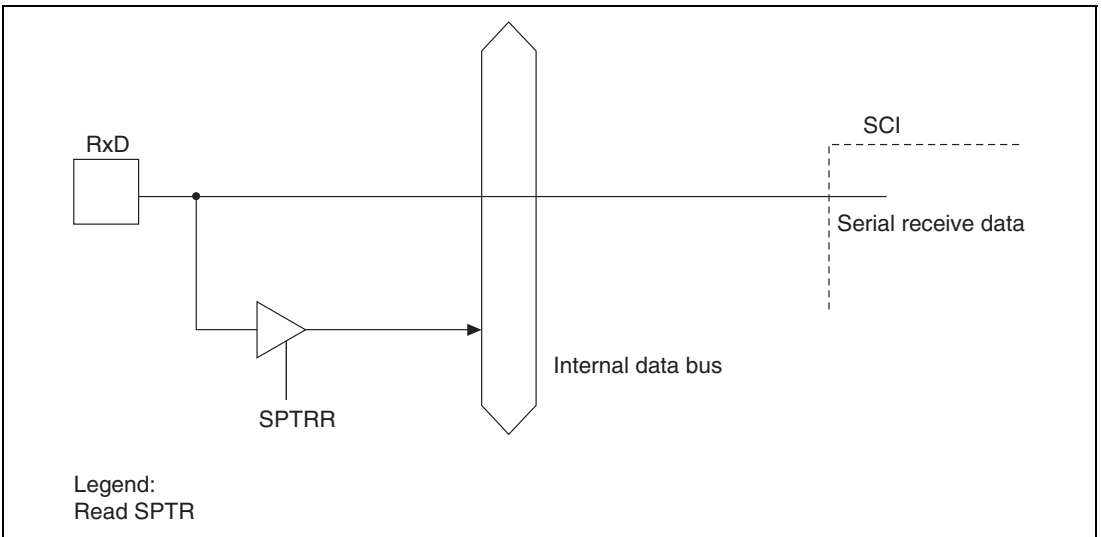 RxD
SCI
Serial receive data
Internal data bus
SPTRR
Legend:
Read SPTR